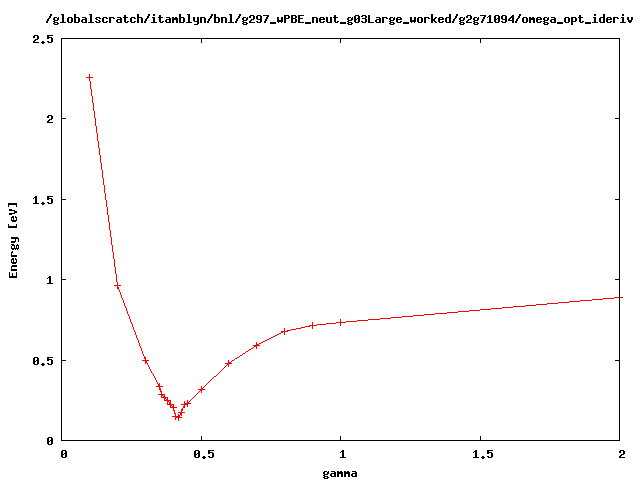 /globalscratch/itamblyn/bnl/g297_wPBE_neut_g03Large_worked/g2g71094/omega_opt_ideriv
2.5
2
1.5
1
0.5
0
Energy [eV]
0 0.5 1 1.5 2
gamma